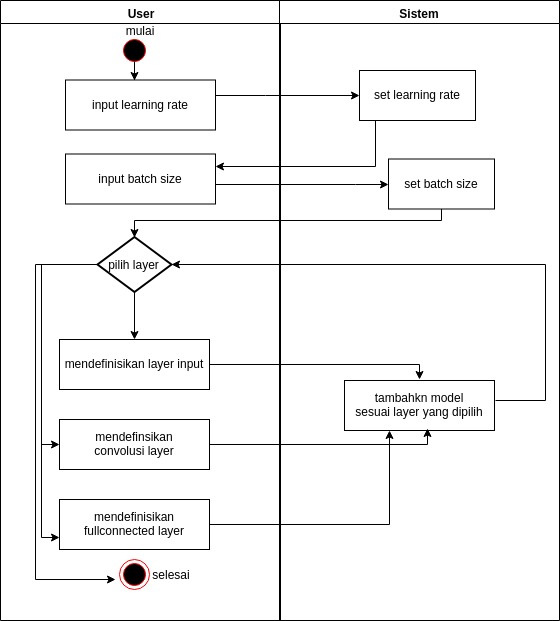 User
Sistem
mulai
input learning rate
set learning rate
input batch size
set batch size
pilih layer
mendefinisikan layer input
tambahkn model
sesuai layer yang dipilih
mendefinsikan
convolusi layer
mendefinisikan
fullconnected layer
selesai